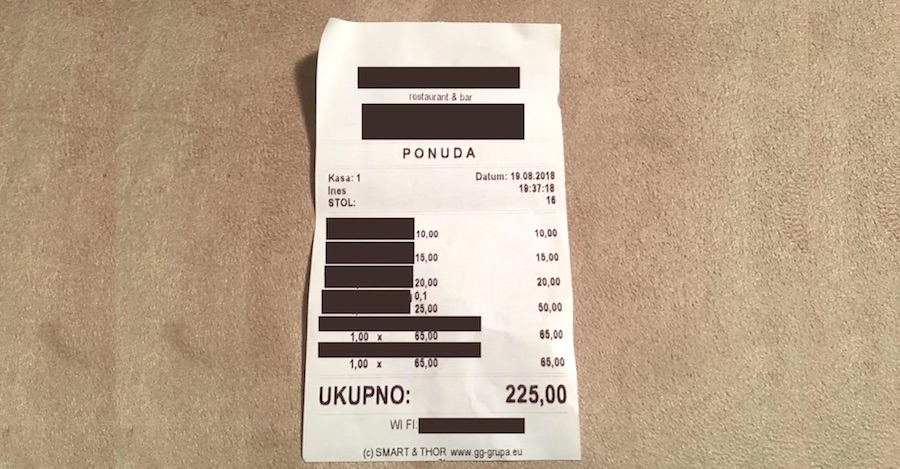 restaurant & bar
PONUDA
Kasa: 1 Datum: 19.08.2018
Ines 19:37:18
STOL: 16
10,00 10,00
15,00 15,00
20,00 20,00
0,1
25,00 50,00
1,00 x 65,00 65,00
1,00 x 65,00 65,00
UKUPNO: 225,00
WI FI:
(c) SMART & THOR www.gg-grupa.eu